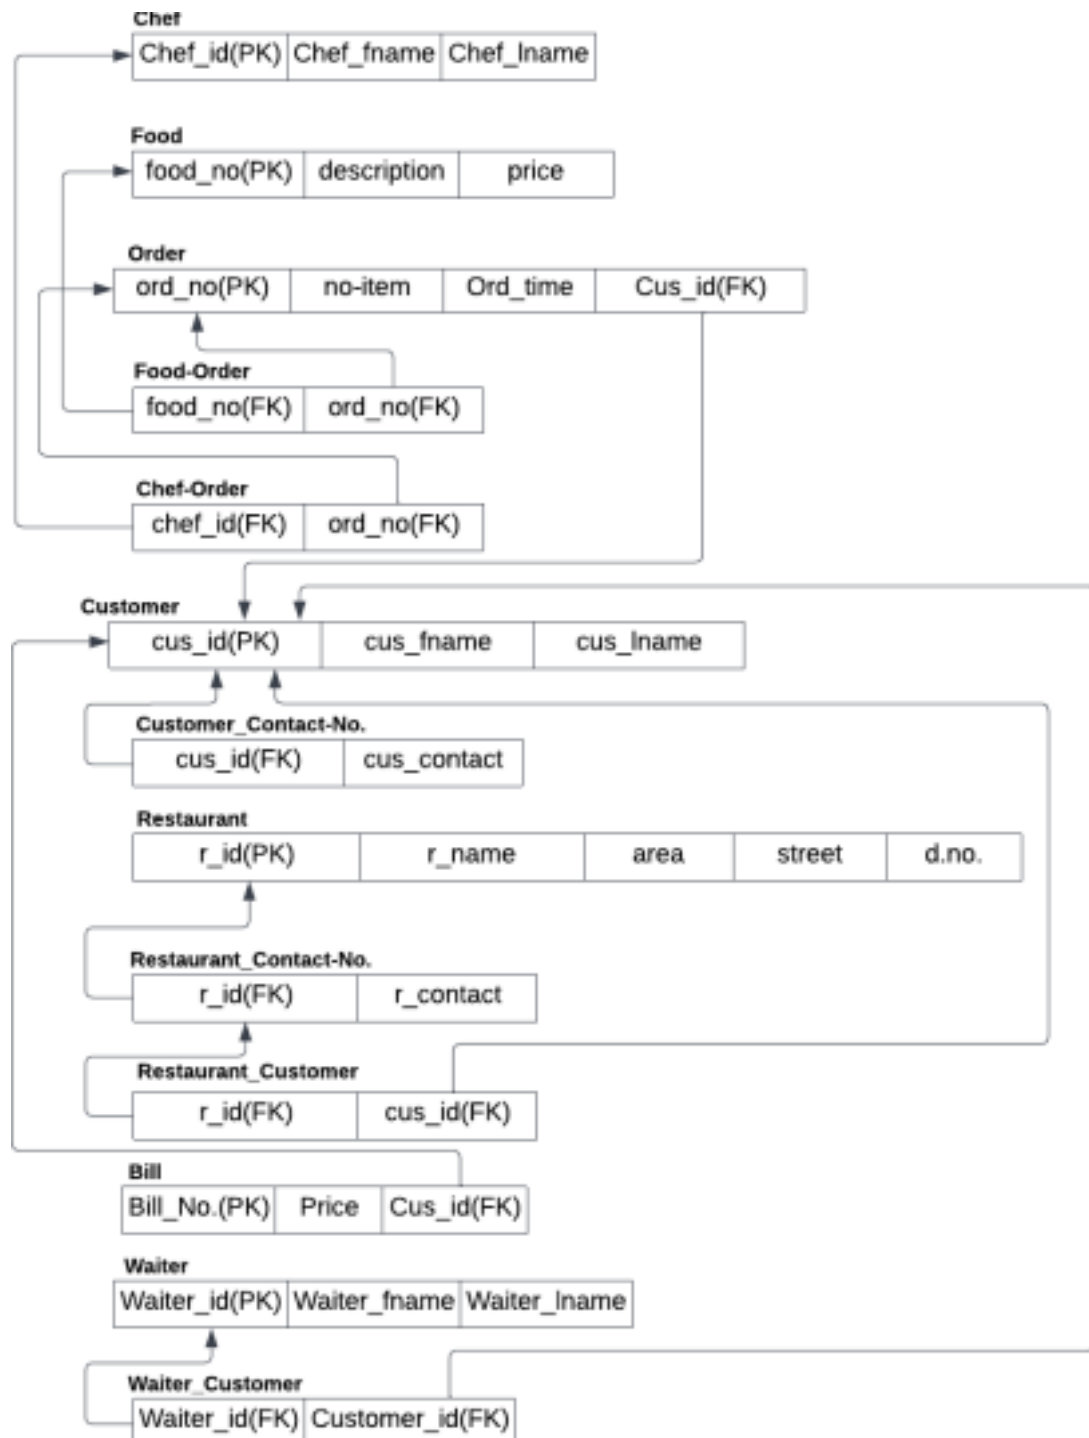 Chef
Chef_id(PK) Chef_fname Chef_lname
Food
food_no(PK) description price
Order
ord_no(PK) no-item Ord_time Cus_id(FK)
Food-Order
food_no(FK) ord_no(FK)
Chef-Order
chef_id(FK) ord_no(FK)
Customer
cus_id(PK) cus_fname cus_lname
Customer_Contact-No.
cus_id(FK) cus_contact
Restaurant
r_id(PK) r_name area street d.no.
Restaurant_Contact-No.
r_id(FK) r_contact
Restaurant_Customer
r_id(FK) cus_id(FK)
Bill
Bill_No.(PK) Price Cus_id(FK)
Waiter
Waiter_id(PK) Waiter_fname Waiter_lname
Waiter_Customer
Waiter_id(FK) Customer_id(FK)